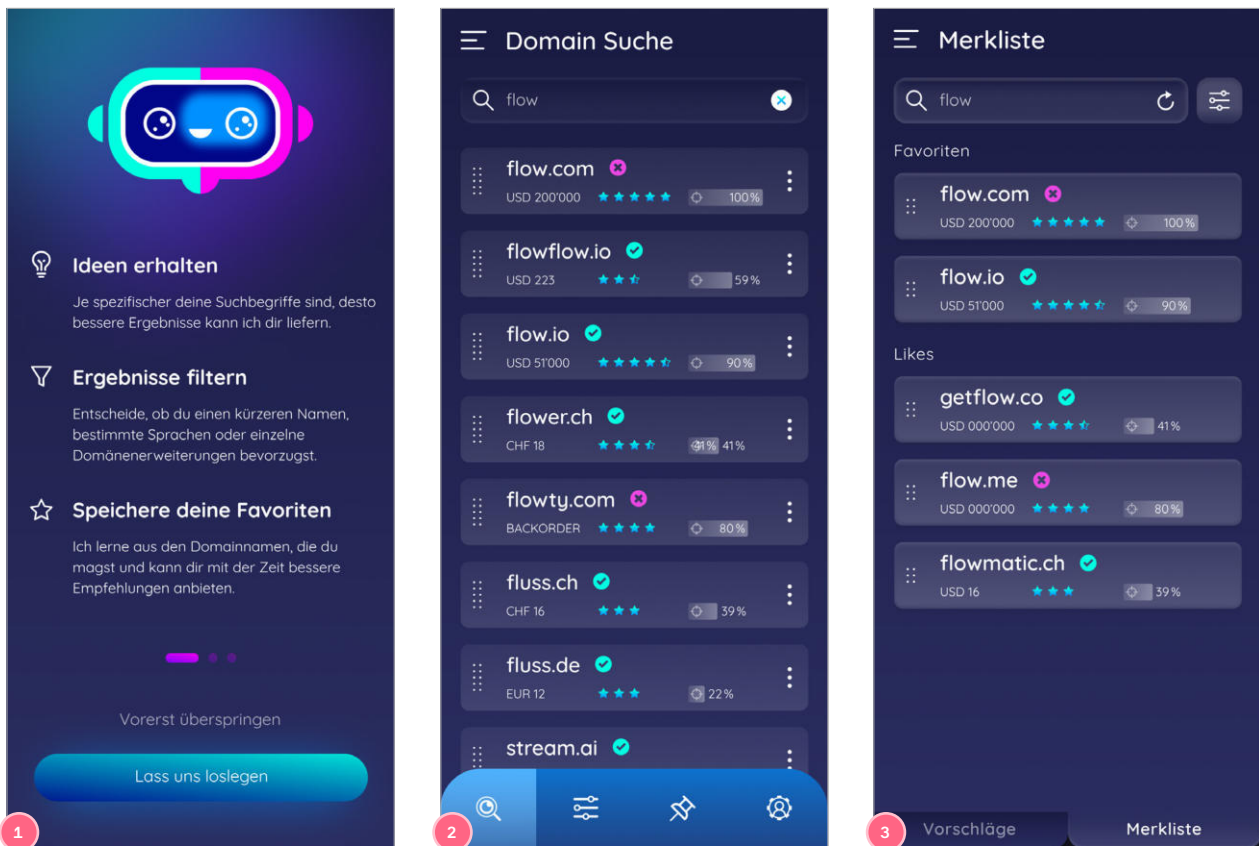 Ideen erhalten
Je spezifischer deine Suchbegriffe sind, desto
bessere Ergebnisse kann ich dir liefern.
Ergebnisse filtern
Entscheide, ob du einen kürzeren Namen,
bestimmte Sprachen oder einzelne
Domänenerweiterungen bevorzugst.
Speichere deine Favoriten
Ich lerne aus den Domainnamen, die du
magst und kann dir mit der Zeit bessere
Empfehlungen anbieten.
Vorerst überspringen
Lass uns loslegen
1
Domain Suche
flow
flow.com
USD 200'000 100%
flowflow.io
USD 223 59%
flow.io
USD 51'000 90%
flower.ch
CHF 18 41% 41%
flowty.com
BACKORDER 80%
fluss.ch
CHF 16 39%
fluss.de
EUR 12 22%
stream.ai
2
Merkliste
flow
Favoriten
flow.com
USD 200'000 100%
flow.io
USD 51'000 90%
Likes
getflow.co
USD 000'000 41%
flow.me
USD 000'000 80%
flowmatic.ch
USD 16 39%
3
Vorschläge Merkliste